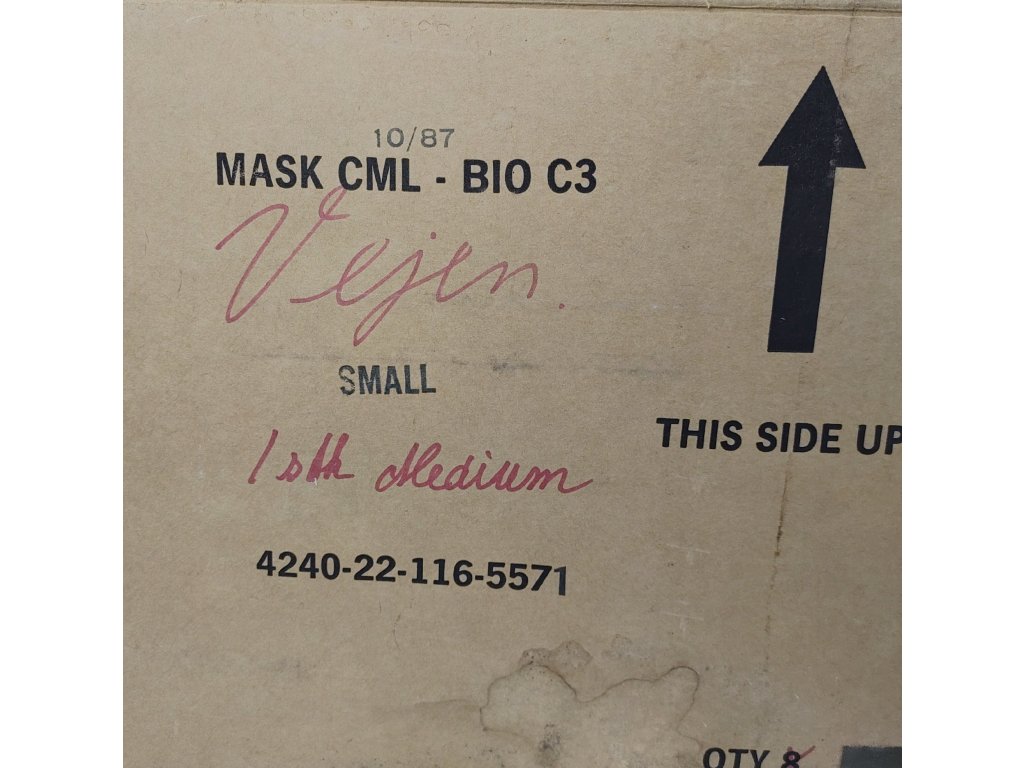 10/87
MASK CML - BIO C3
Vejen.
SMALL
1 stk Medium
THIS SIDE UP
4240-22-116-5571
QTY 8